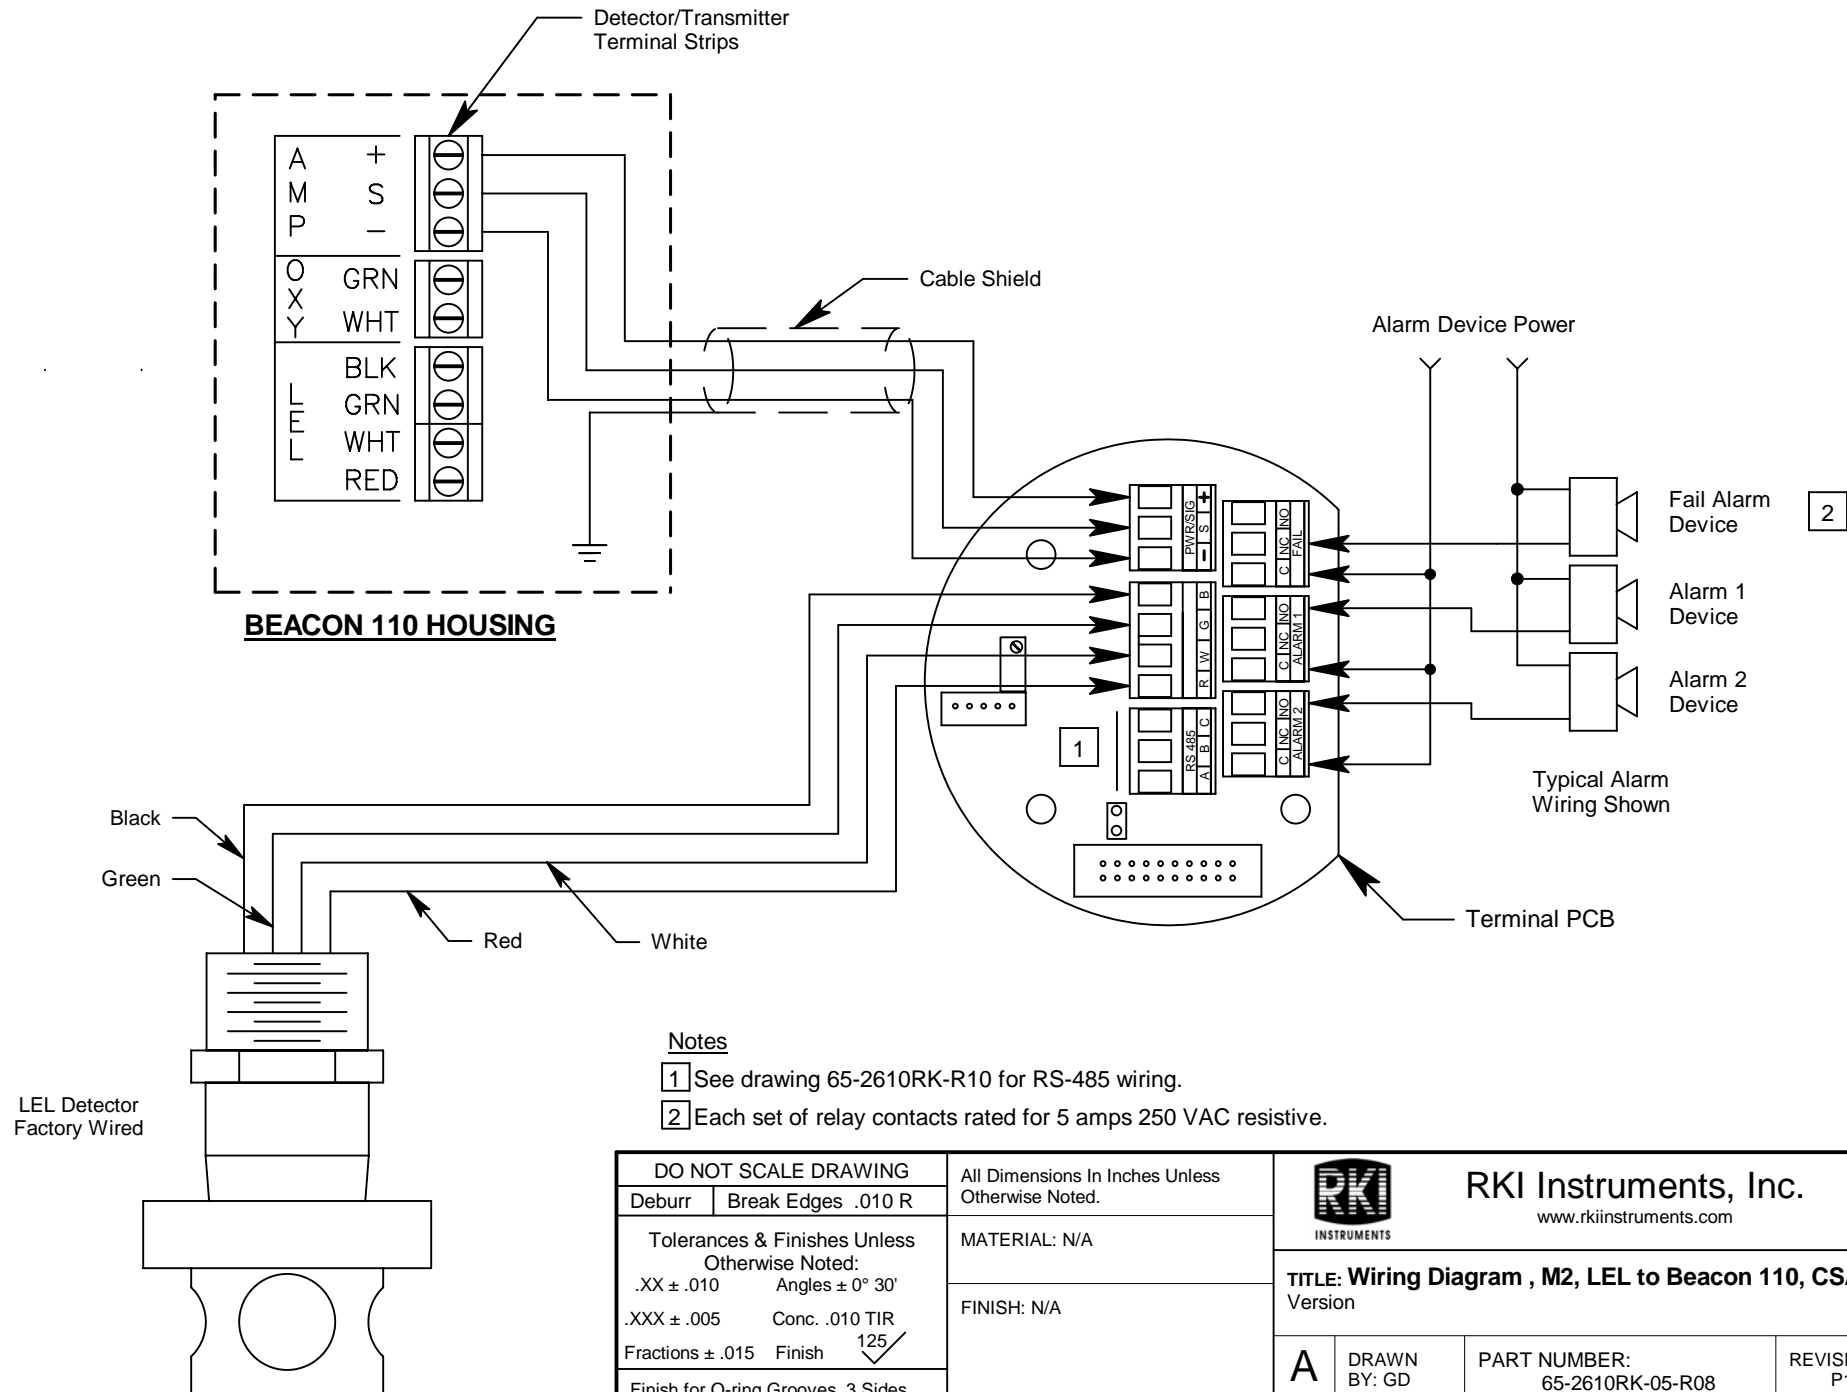 Detector/Transmitter
Terminal Strips
A
M
P
+
S
–
O
X
Y
GRN
WHT
L
E
L
BLK
GRN
WHT
RED
BEACON 110 HOUSING
Cable Shield
Alarm Device Power
PWR/SIG
+
S
–
B
G
W
R
RS 485
C
B
A
NO
NC
C
FAIL
NO
NC
C
ALARM 1
NO
NC
C
ALARM 2
Fail Alarm
Device
2
Alarm 1
Device
Alarm 2
Device
Typical Alarm
Wiring Shown
1
Terminal PCB
Black
Green
Red
White
LEL Detector
Factory Wired
Notes
1 See drawing 65-2610RK-R10 for RS-485 wiring.
2 Each set of relay contacts rated for 5 amps 250 VAC resistive.
DO NOT SCALE DRAWING
Deburr Break Edges .010 R
Tolerances & Finishes Unless
Otherwise Noted:
.XX ± .010 Angles ± 0° 30'
.XXX ± .005 Conc. .010 TIR
Fractions ± .015 Finish 125
Finish for O-ring Grooves, 3 Sides
All Dimensions In Inches Unless
Otherwise Noted.
MATERIAL: N/A
FINISH: N/A
RKI
INSTRUMENTS
RKI Instruments, Inc.
www.rkiinstruments.com
TITLE: Wiring Diagram , M2, LEL to Beacon 110, CSA
Version
A
DRAWN
BY: GD
PART NUMBER:
65-2610RK-05-R08